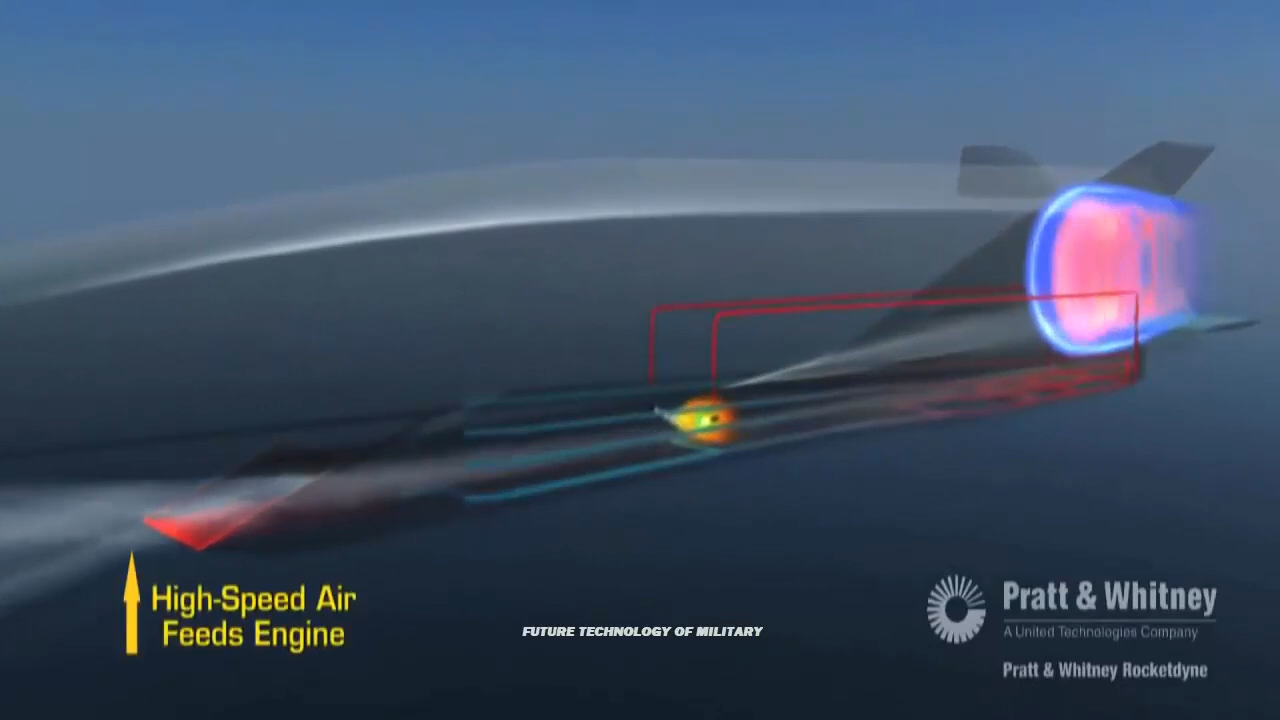 High-Speed Air
Feeds Engine
FUTURE TECHNOLOGY OF MILITARY
Pratt & Whitney
A United Technologies Company
Pratt & Whitney Rocketdyne